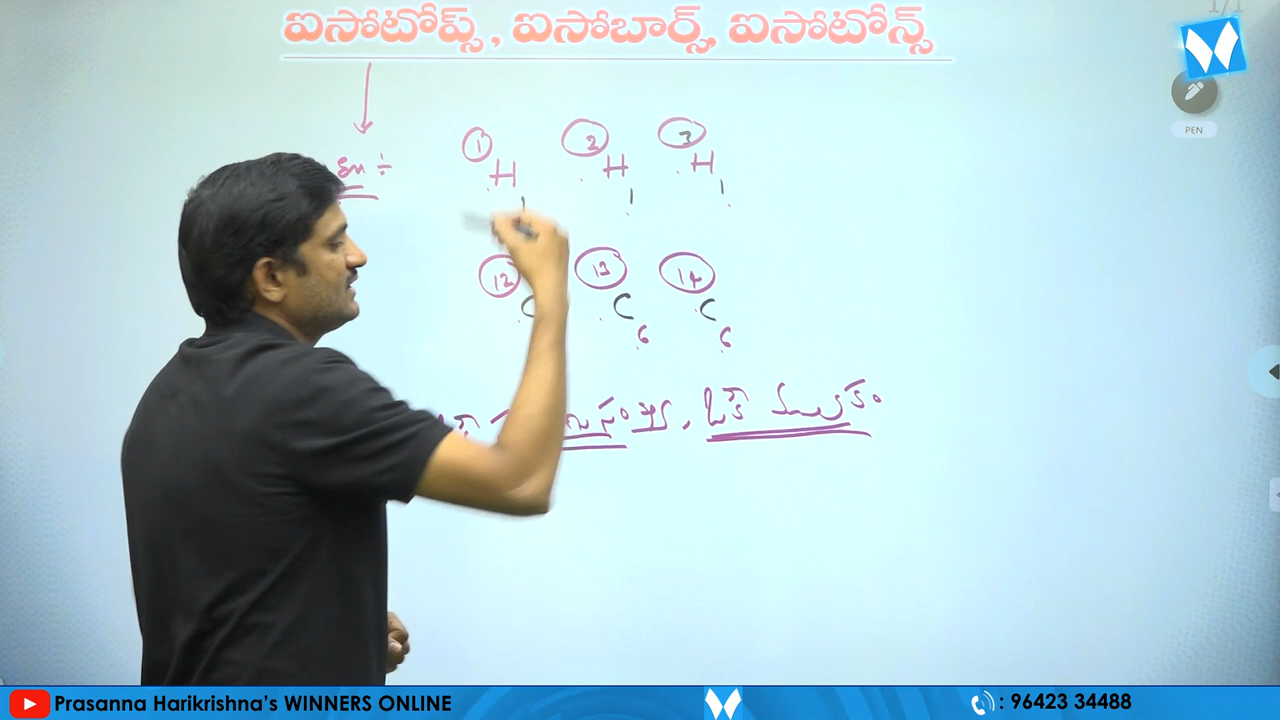 1/1
ఐసోటోప్స్, ఐసోబార్స్, ఐసోటోన్స్
PEN
Ex ÷
1 H 1 2 H 1 3 H 1
12 C 13 C 6 14 C 6
సంఖ్య, ఒకే మూలకం
Prasanna Harikrishna's WINNERS ONLINE
: 96423 34488